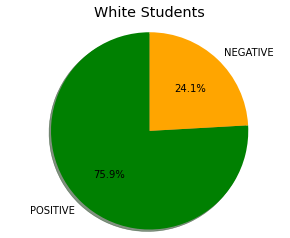 White Students
NEGATIVE
24.1%
75.9%
POSITIVE